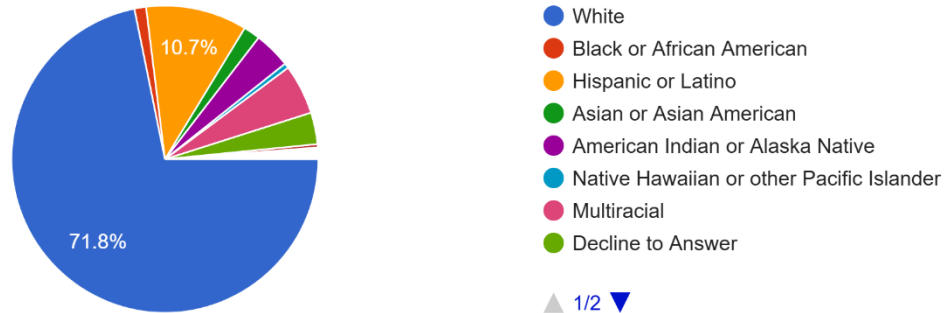 10.7%
71.8%
White
Black or African American
Hispanic or Latino
Asian or Asian American
American Indian or Alaska Native
Native Hawaiian or other Pacific Islander
Multiracial
Decline to Answer
1/2